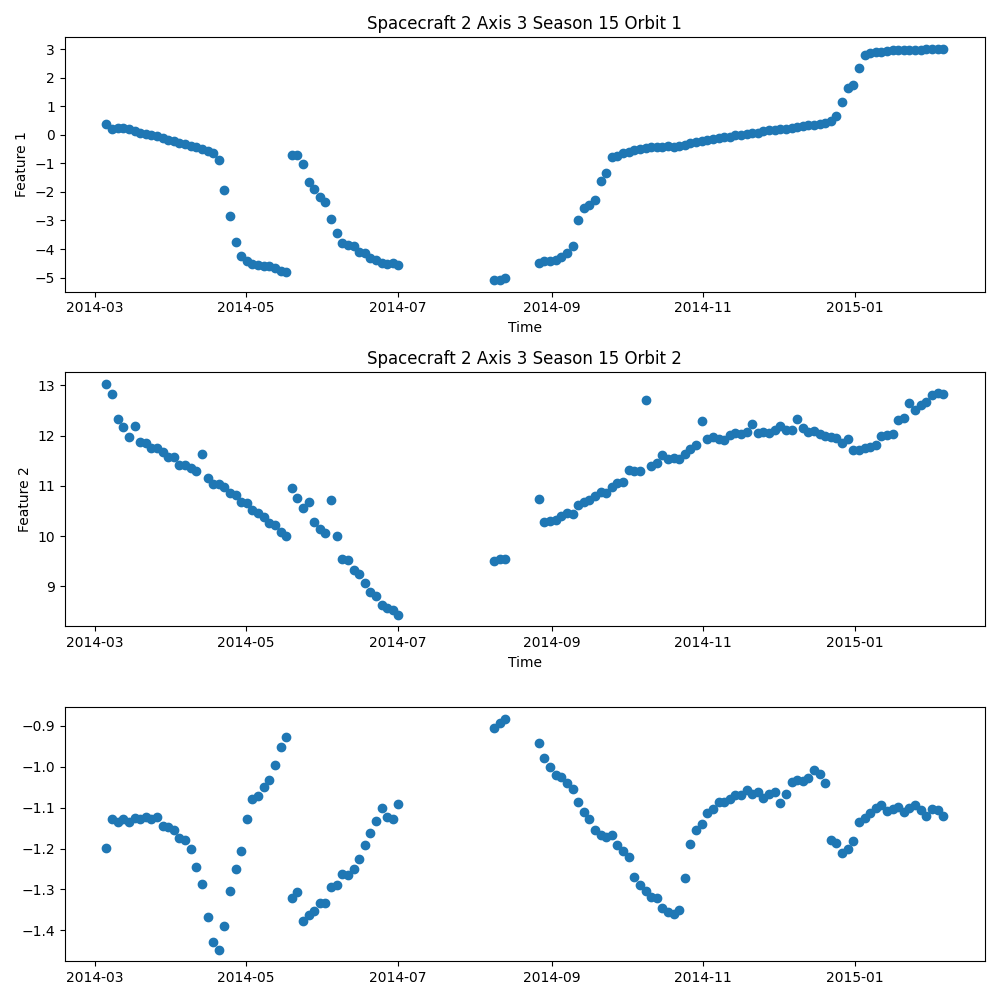 Spacecraft 2 Axis 3 Season 15 Orbit 1
3
2
1
0
−1
−2
−3
−4
−5
Feature 1
2014-03 2014-05 2014-07 2014-09 2014-11 2015-01
Time
Spacecraft 2 Axis 3 Season 15 Orbit 2
13
12
11
10
9
Feature 2
2014-03 2014-05 2014-07 2014-09 2014-11 2015-01
Time
−0.9
−1.0
−1.1
−1.2
−1.3
−1.4
2014-03 2014-05 2014-07 2014-09 2014-11 2015-01